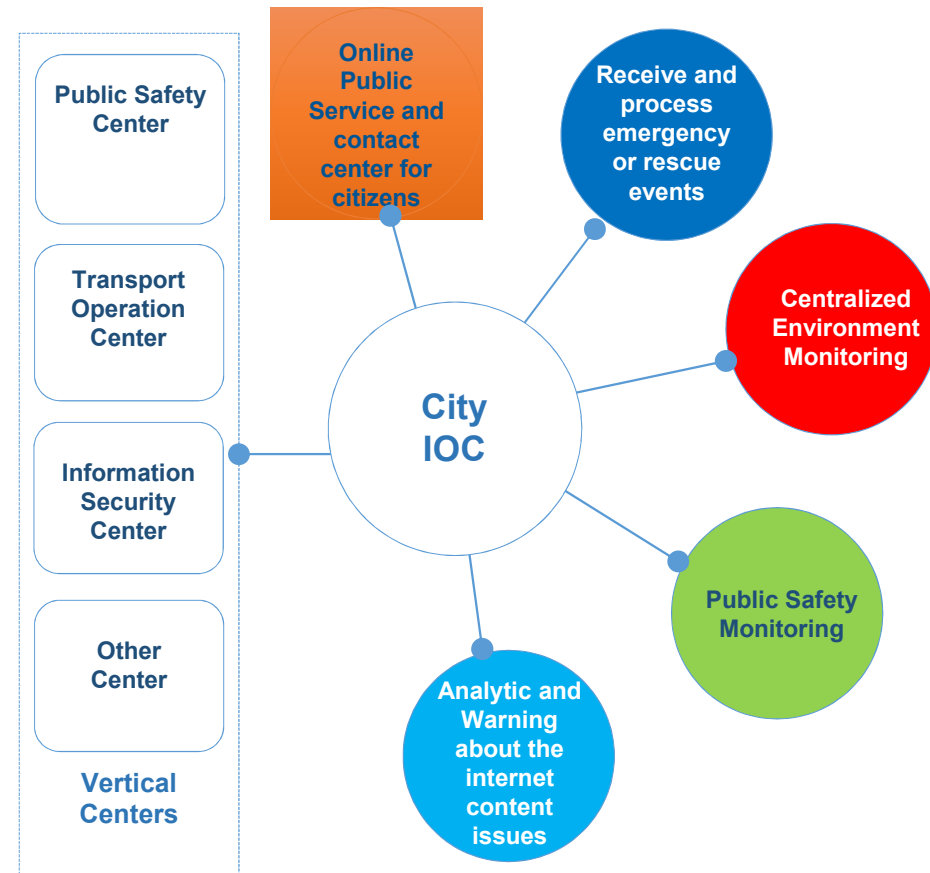 Public Safety
Center
Transport
Operation
Center
Information
Security
Center
Other
Center
Vertical
Centers
Online
Public
Service and
contact
center for
citizens
Receive and
process
emergency
or rescue
events
Centralized
Environment
Monitoring
City
IOC
Public Safety
Monitoring
Analytic and
Warning
about the
internet
content
issues